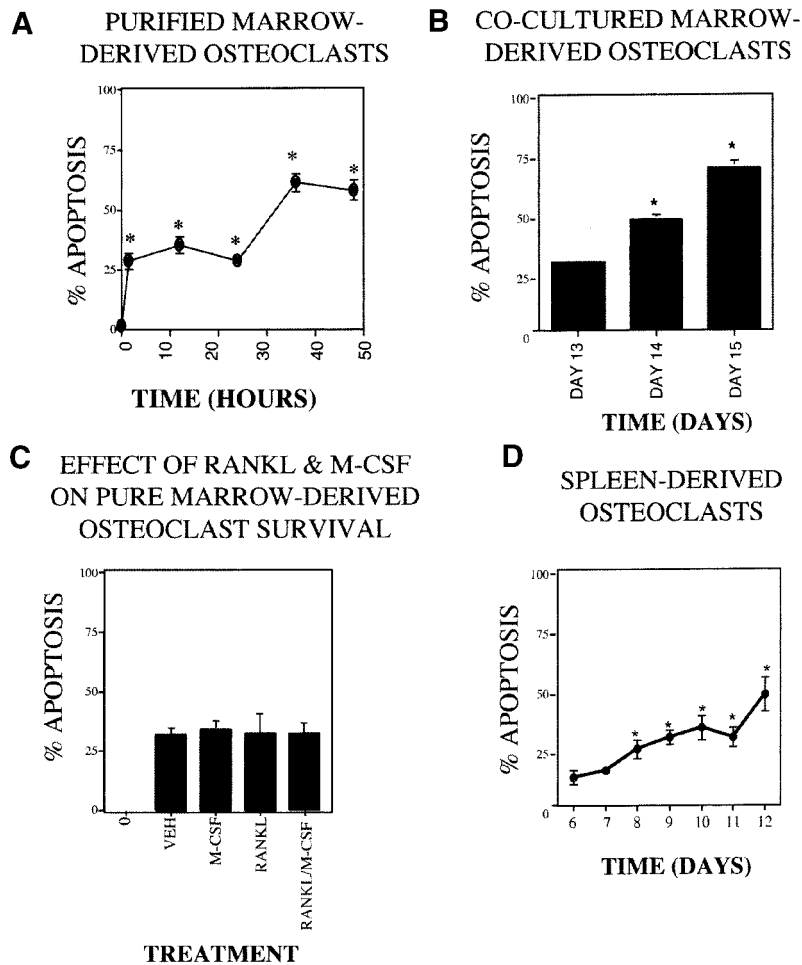 A
PURIFIED MARROW-
DERIVED OSTEOCLASTS
% APOPTOSIS
100
75
50
25
0
* * * * *
0 10 20 30 40 50
TIME (HOURS)
B
CO-CULTURED MARROW-
DERIVED OSTEOCLASTS
% APOPTOSIS
100
75
50
25
0
* *
DAY 13 DAY 14 DAY 15
TIME (DAYS)
C
EFFECT OF RANKL & M-CSF
ON PURE MARROW-DERIVED
OSTEOCLAST SURVIVAL
% APOPTOSIS
100
75
50
25
0
0 VEH M-CSF RANKL RANKL/M-CSF
TREATMENT
D
SPLEEN-DERIVED
OSTEOCLASTS
% APOPTOSIS
100
75
50
25
0
* * * * *
6 7 8 9 10 11 12
TIME (DAYS)